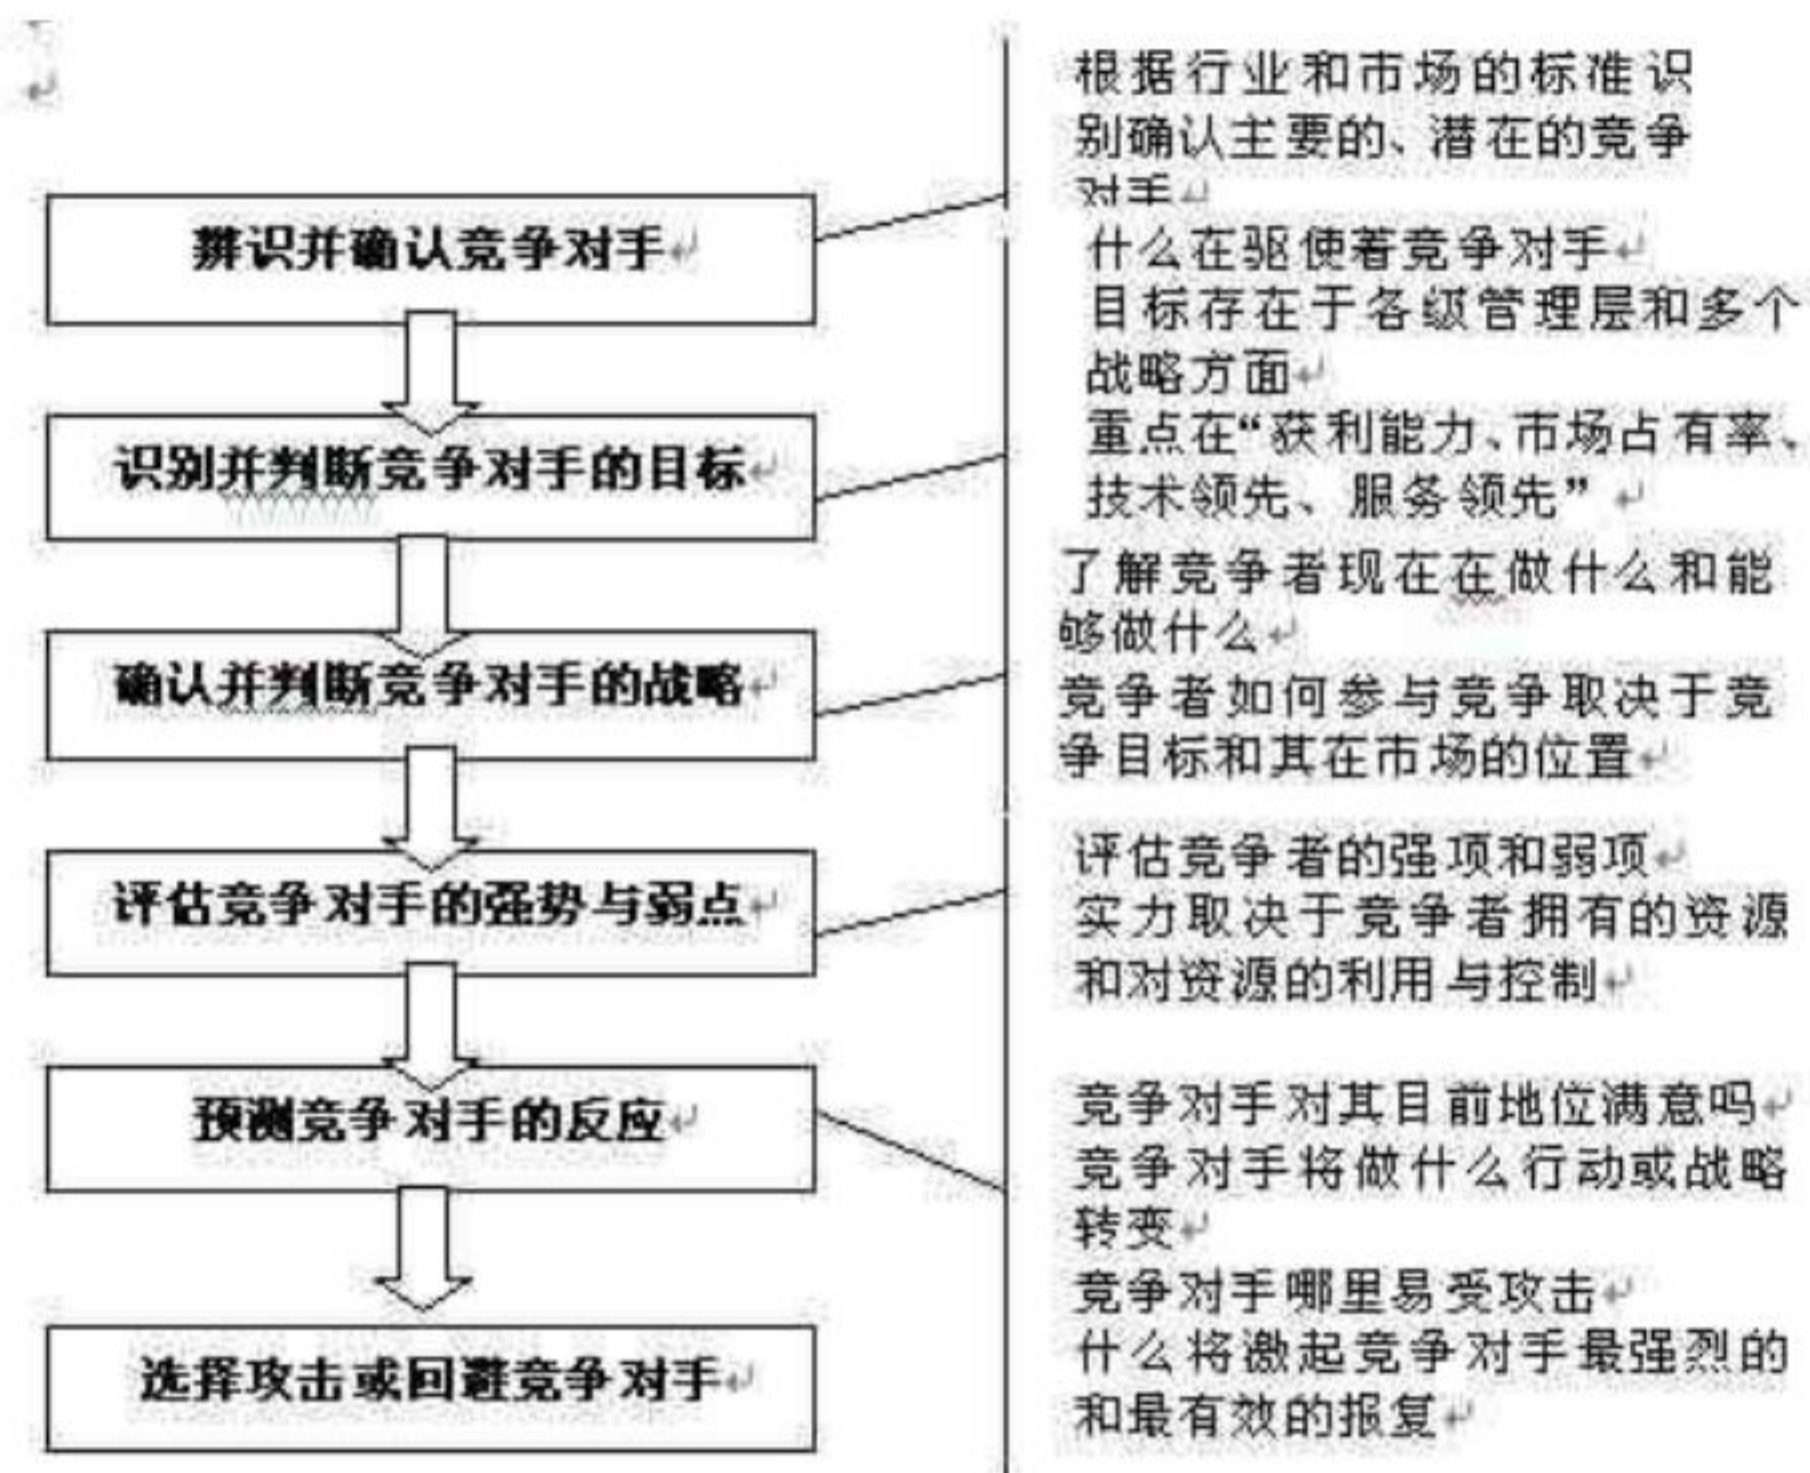 辨识并确认竞争对手
识别并判断竞争对手的目标
确认并判断竞争对手的战略
评估竞争对手的强势与弱点
预测竞争对手的反应
选择攻击或回避竞争对手
根据行业和市场的标准识
别确认主要的、潜在的竞争
对手
什么在驱使着竞争对手
目标存在于各级管理层和多个
战略方面
重点在“获利能力、市场占有率、
技术领先、服务领先”
了解竞争者现在在做什么和能
够做什么
竞争者如何参与竞争取决于竞
争目标和其在市场的位置
评估竞争者的强项和弱项
实力取决于竞争者拥有的资源
和对资源的利用与控制
竞争对手对其目前地位满意吗
竞争对手将做什么行动或战略
转变
竞争对手哪里易受攻击
什么将激起竞争对手最强烈的
和最有效的报复